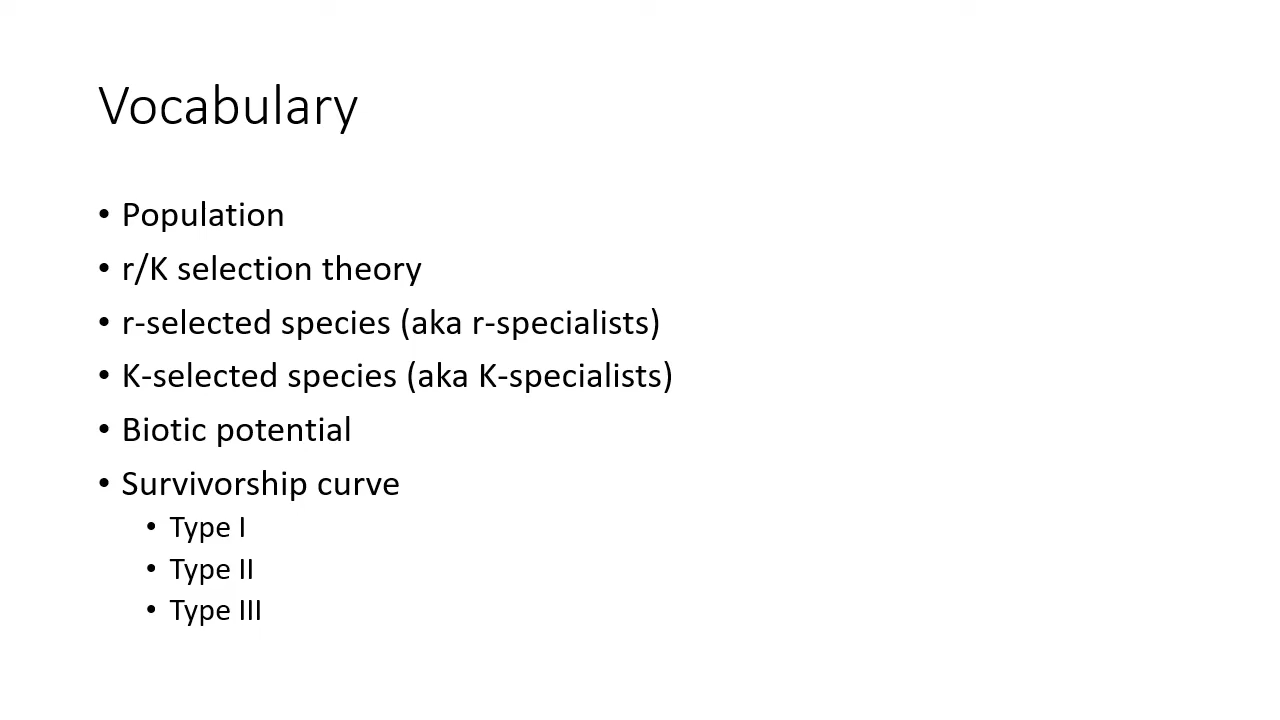 Vocabulary
• Population
• r/K selection theory
• r-selected species (aka r-specialists)
• K-selected species (aka K-specialists)
• Biotic potential
• Survivorship curve
• Type I
• Type II
• Type III